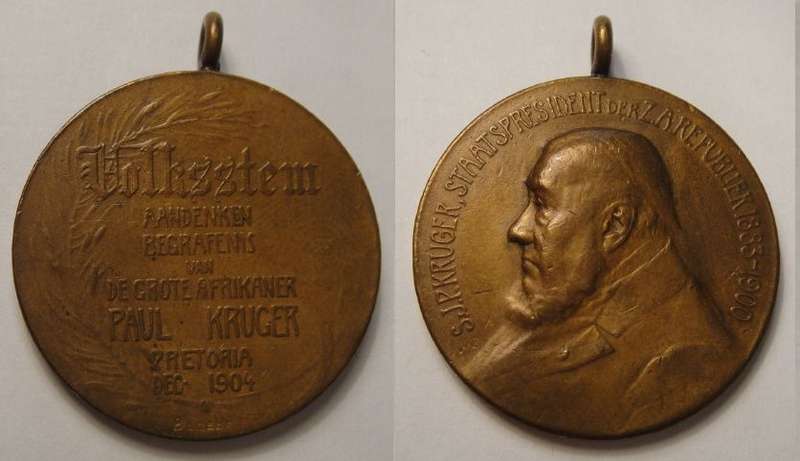 Volksstem
AANDENKEN
BEGRAFENIS
VAN
DE GROTE AFRIKANER
PAUL KRUGER
PRETORIA
DEC 1904
S.J.P. KRUGER, STAATSPRESIDENT DER Z.A. REPUBLIEK 1883-1900.